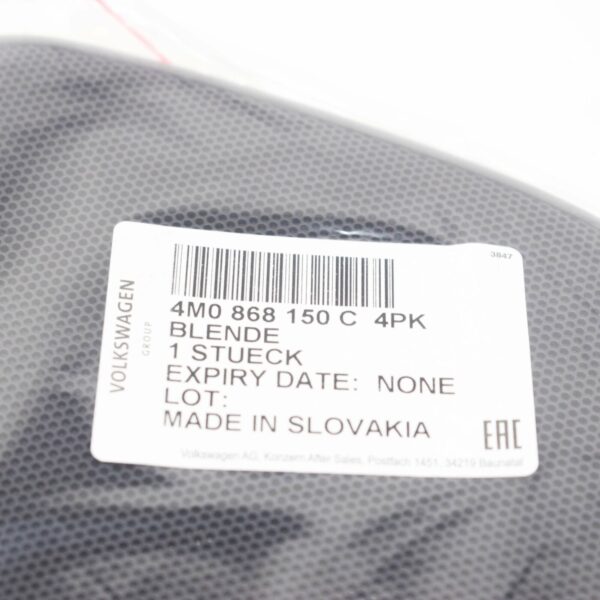 3847
VOLKSWAGEN
GROUP
4M0 868 150 C 4PK
BLENDE
1 STUECK
EXPIRY DATE: NONE
LOT:
MADE IN SLOVAKIA
EAC
Volkswagen AG, Konzern After Sales, Postfach 1451, 34219 Baunatal